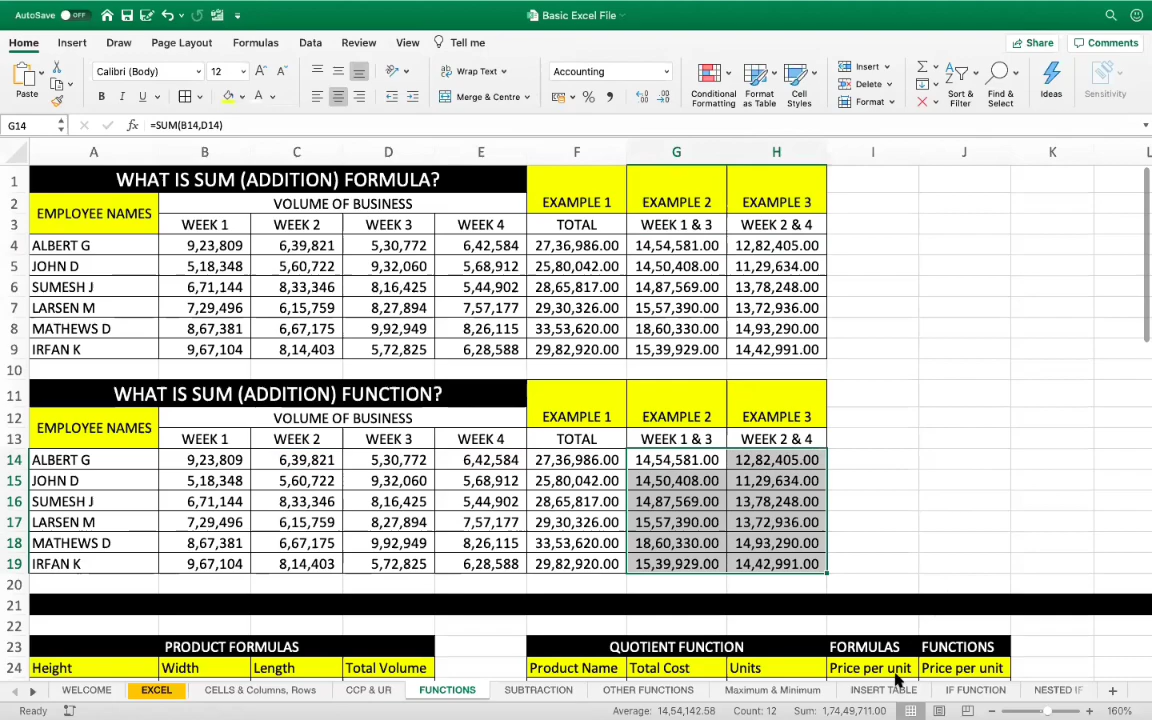 AutoSave OFF Basic Excel File
Home Insert Draw Page Layout Formulas Data Review View Tell me Share Comments
Paste Calibri (Body) 12 A A Wrap Text Accounting Insert
B I U A Merge & Centre % Delete
Format
Conditional Formatting Format as Table Cell Styles Sort & Filter Find & Select Ideas Sensitivity
G14 fx =SUM(B14,D14)
A B C D E F G H I J K L
1 WHAT IS SUM (ADDITION) FORMULA?
2 EMPLOYEE NAMES VOLUME OF BUSINESS EXAMPLE 1 EXAMPLE 2 EXAMPLE 3
3 WEEK 1 WEEK 2 WEEK 3 WEEK 4 TOTAL WEEK 1 & 3 WEEK 2 & 4
4 ALBERT G 9,23,809 6,39,821 5,30,772 6,42,584 27,36,986.00 14,54,581.00 12,82,405.00
5 JOHN D 5,18,348 5,60,722 9,32,060 5,68,912 25,80,042.00 14,50,408.00 11,29,634.00
6 SUMESH J 6,71,144 8,33,346 8,16,425 5,44,902 28,65,817.00 14,87,569.00 13,78,248.00
7 LARSEN M 7,29,496 6,15,759 8,27,894 7,57,177 29,30,326.00 15,57,390.00 13,72,936.00
8 MATHEWS D 8,67,381 6,67,175 9,92,949 8,26,115 33,53,620.00 18,60,330.00 14,93,290.00
9 IRFAN K 9,67,104 8,14,403 5,72,825 6,28,588 29,82,920.00 15,39,929.00 14,42,991.00
10
11 WHAT IS SUM (ADDITION) FUNCTION?
12 EMPLOYEE NAMES VOLUME OF BUSINESS EXAMPLE 1 EXAMPLE 2 EXAMPLE 3
13 WEEK 1 WEEK 2 WEEK 3 WEEK 4 TOTAL WEEK 1 & 3 WEEK 2 & 4
14 ALBERT G 9,23,809 6,39,821 5,30,772 6,42,584 27,36,986.00 14,54,581.00 12,82,405.00
15 JOHN D 5,18,348 5,60,722 9,32,060 5,68,912 25,80,042.00 14,50,408.00 11,29,634.00
16 SUMESH J 6,71,144 8,33,346 8,16,425 5,44,902 28,65,817.00 14,87,569.00 13,78,248.00
17 LARSEN M 7,29,496 6,15,759 8,27,894 7,57,177 29,30,326.00 15,57,390.00 13,72,936.00
18 MATHEWS D 8,67,381 6,67,175 9,92,949 8,26,115 33,53,620.00 18,60,330.00 14,93,290.00
19 IRFAN K 9,67,104 8,14,403 5,72,825 6,28,588 29,82,920.00 15,39,929.00 14,42,991.00
20
21
22
23 PRODUCT FORMULAS QUOTIENT FUNCTION FORMULAS FUNCTIONS
24 Height Width Length Total Volume Product Name Total Cost Units Price per unit Price per unit
WELCOME EXCEL CELLS & Columns, Rows CCP & UR FUNCTIONS SUBTRACTION OTHER FUNCTIONS Maximum & Minimum INSERT TABLE IF FUNCTION NESTED IF
Ready Average: 14,54,142.58 Count: 12 Sum: 1,74,49,711.00 160%